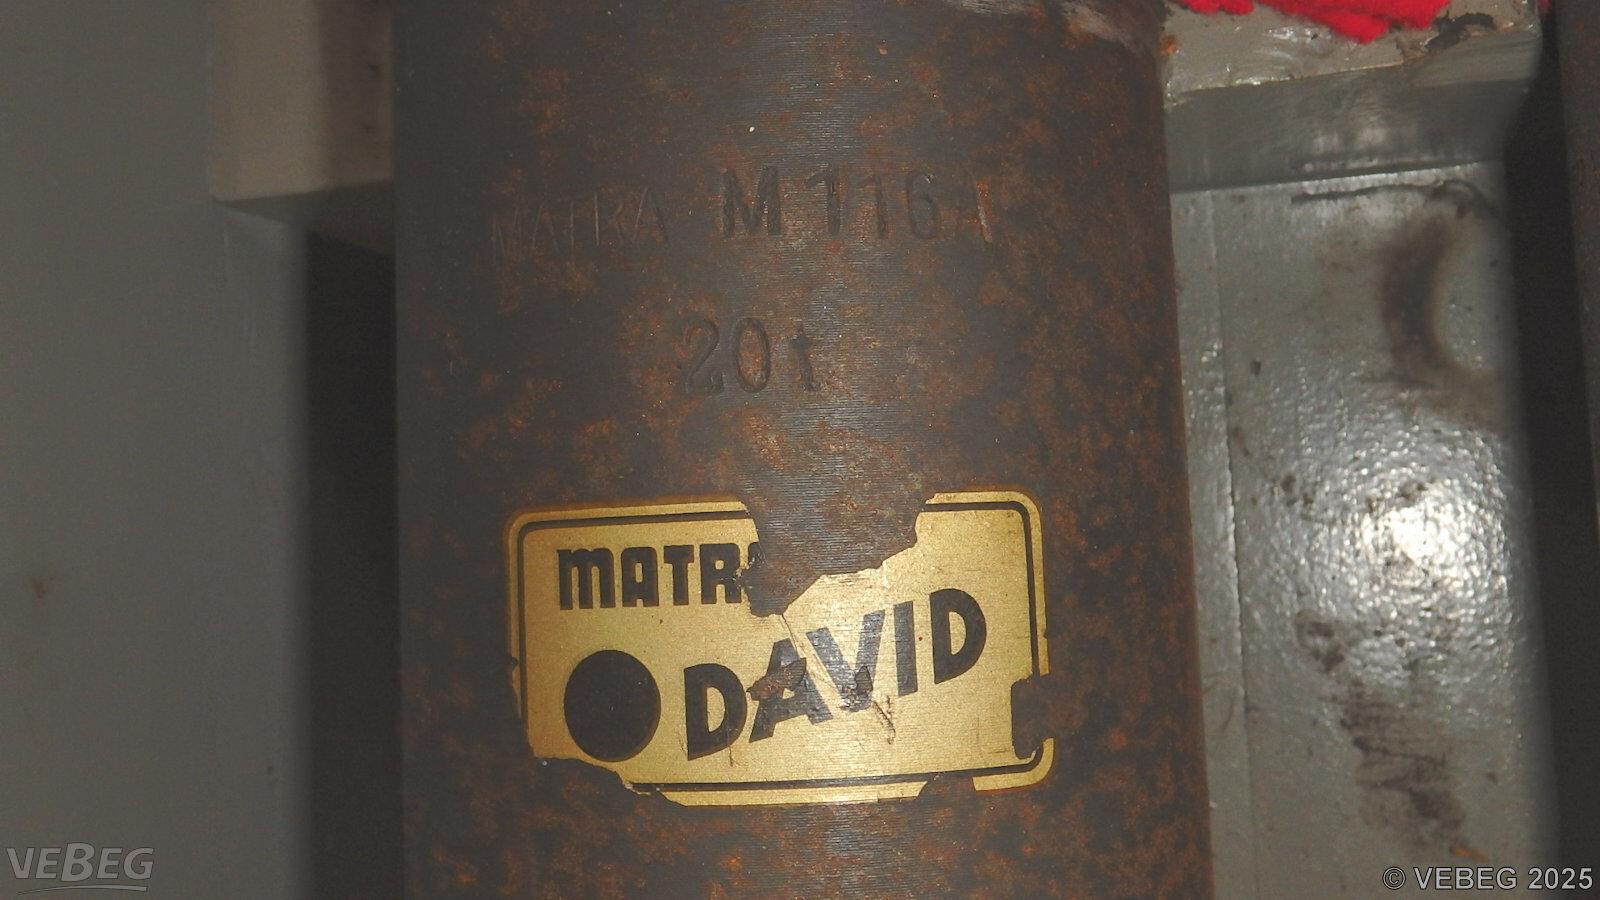 MATRA M116A
20t
MATR
DAVID
VEBEG
© VEBEG 2025